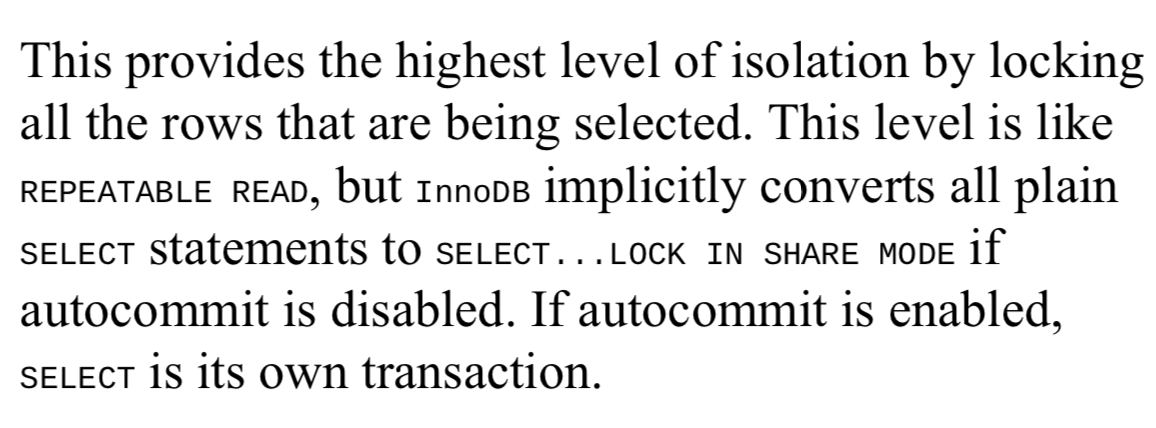 This provides the highest level of isolation by locking
all the rows that are being selected. This level is like
REPEATABLE READ, but InnoDB implicitly converts all plain
SELECT statements to SELECT...LOCK IN SHARE MODE if
autocommit is disabled. If autocommit is enabled,
SELECT is its own transaction.